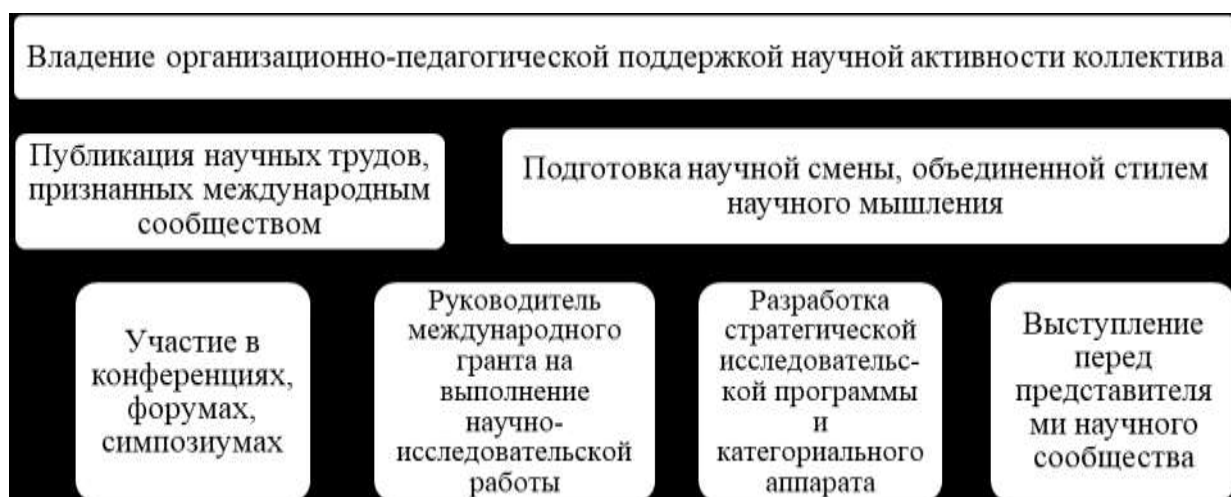 Владение организационно-педагогической поддержкой научной активности коллектива
Публикация научных трудов,
признанных международным
сообществом
Подготовка научной смены, объединенной стилем
научного мышления
Участие в
конференциях,
форумах,
симпозиумах
Руководитель
международного
гранта на
выполнение
научно-
исследовательской
работы
Разработка
стратегической
исследовательс-
кой программы
и
категориального
аппарата
Выступление
перед
представителя
ми научного
сообщества